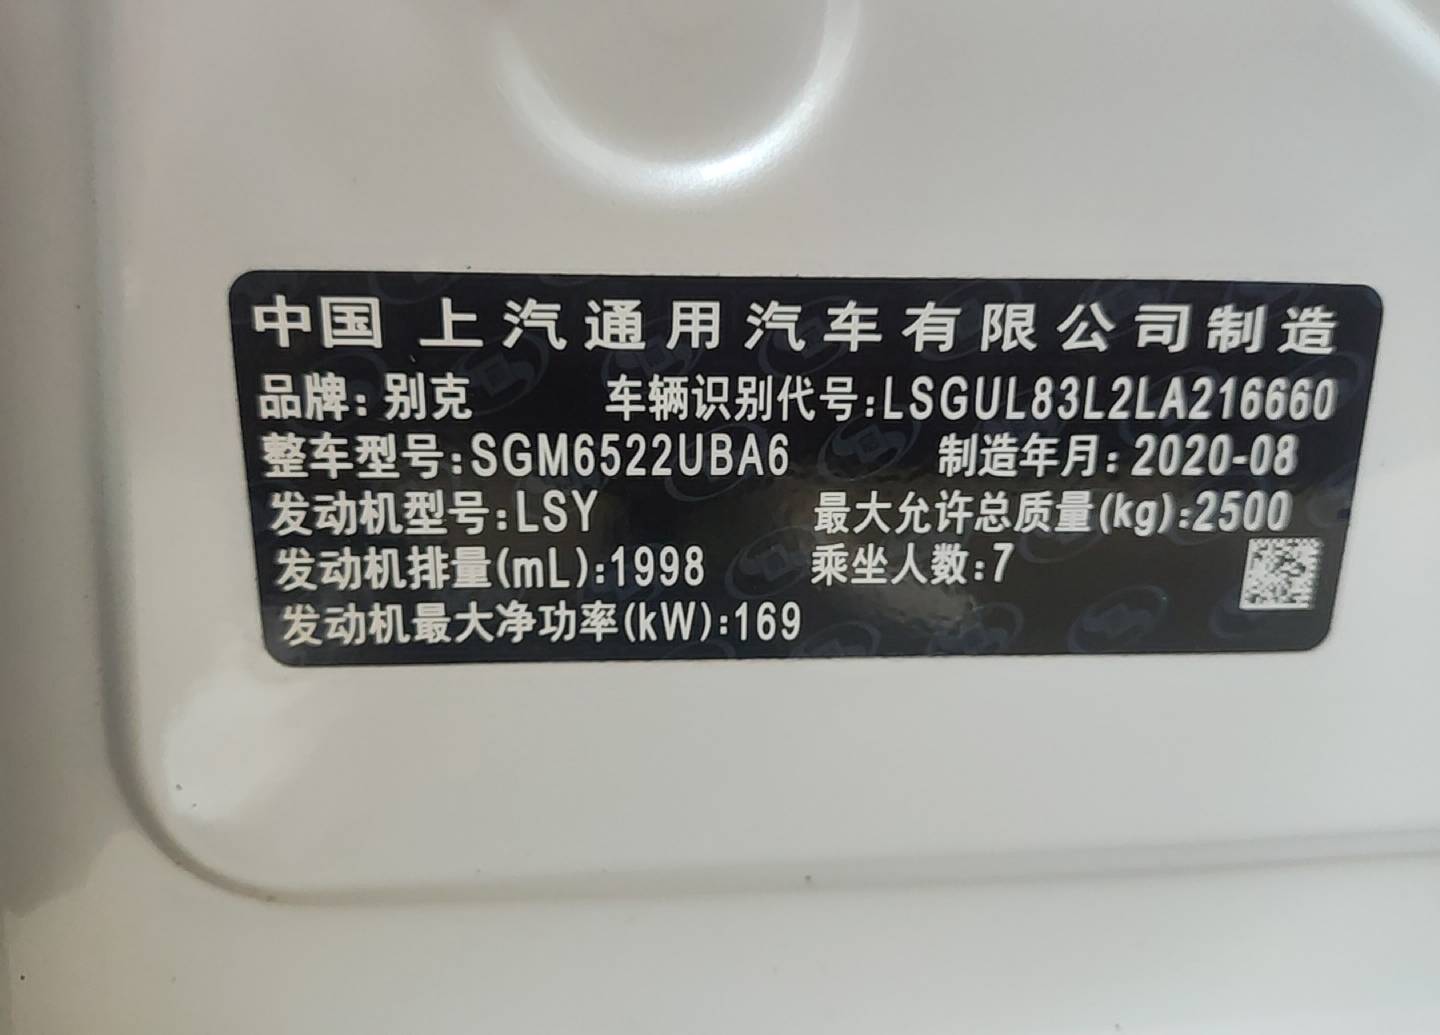 中国 上汽通用汽车有限公司制造
品牌: 别克 车辆识别代号:LSGUL83L2LA216660
整车型号:SGM6522UBA6 制造年月: 2020-08
发动机型号:LSY 最大允许总质量(kg):2500
发动机排量(mL):1998 乘坐人数:7
发动机最大净功率(kW):169